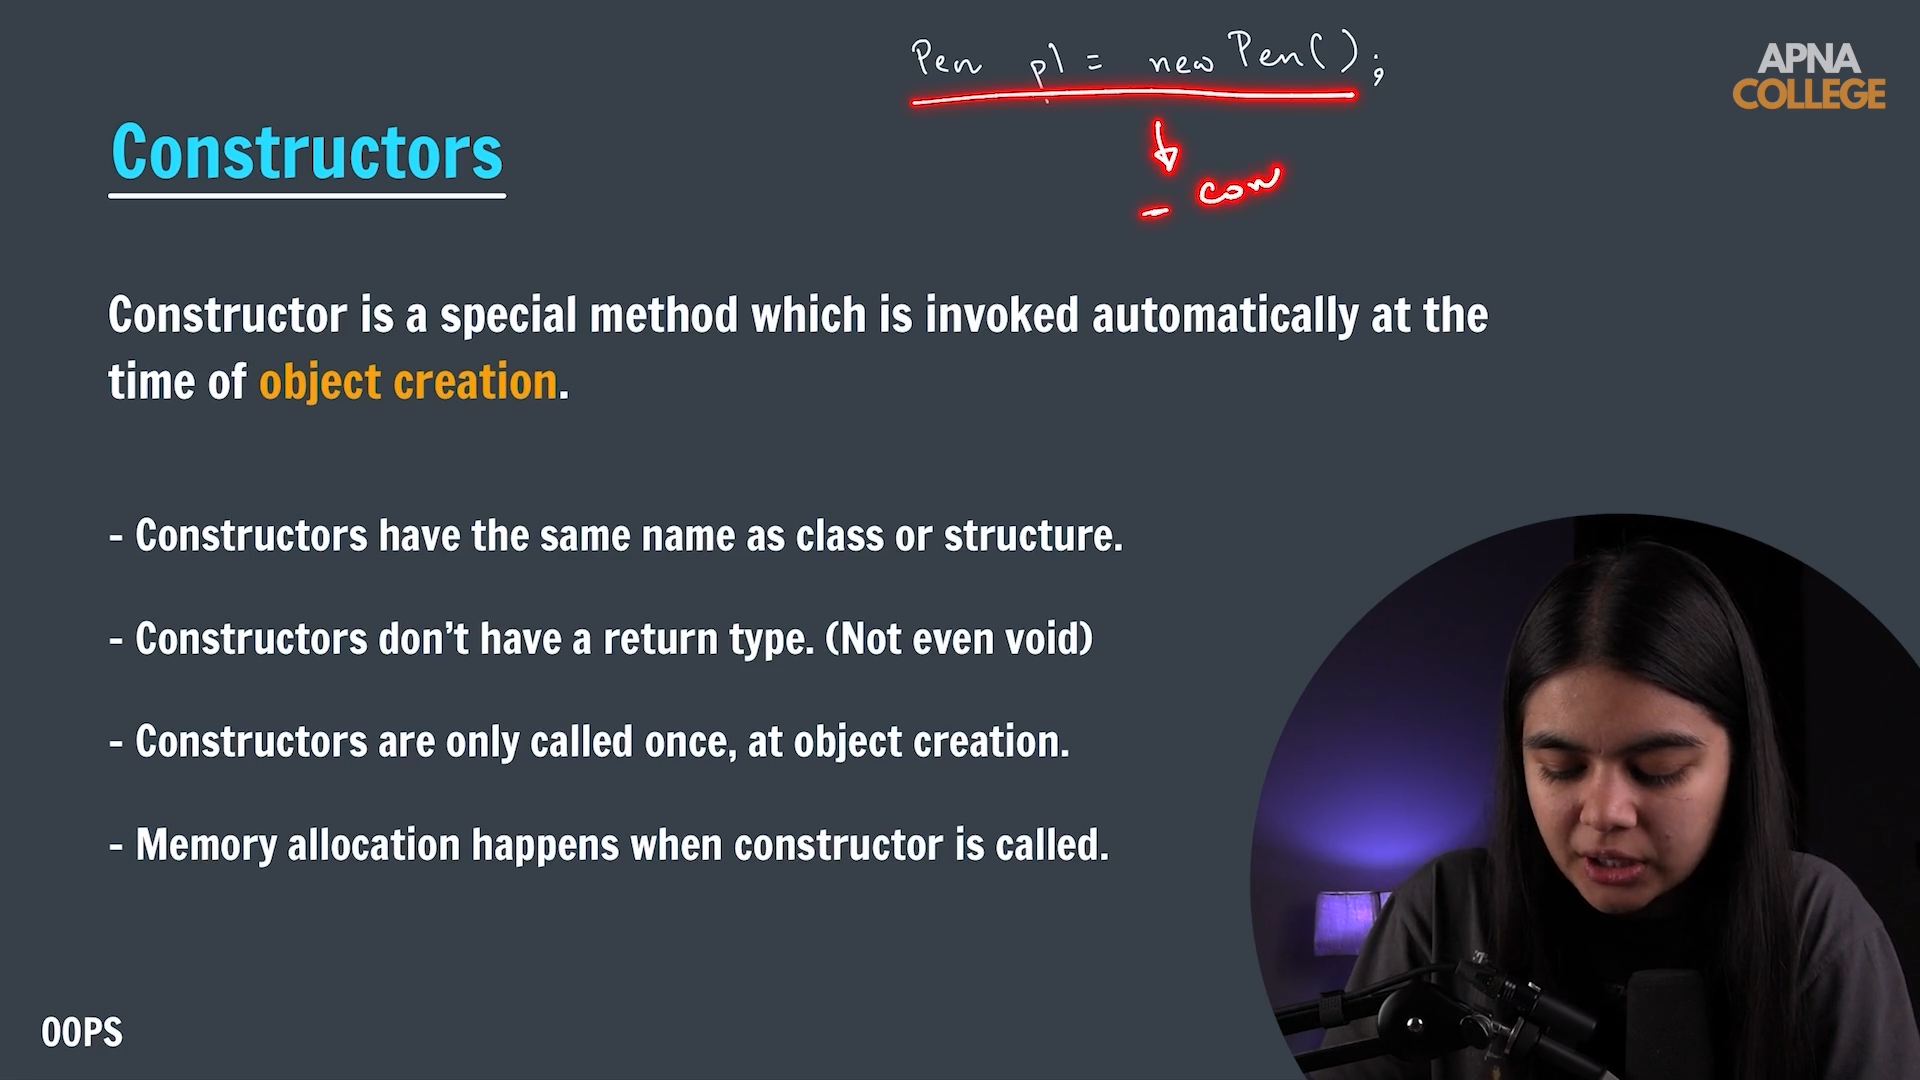 Pen p1 = new Pen();
APNA
COLLEGE
Constructors
Constructor is a special method which is invoked automatically at the
time of object creation.
- Constructors have the same name as class or structure.
- Constructors don't have a return type. (Not even void)
- Constructors are only called once, at object creation.
- Memory allocation happens when constructor is called.
OOPS